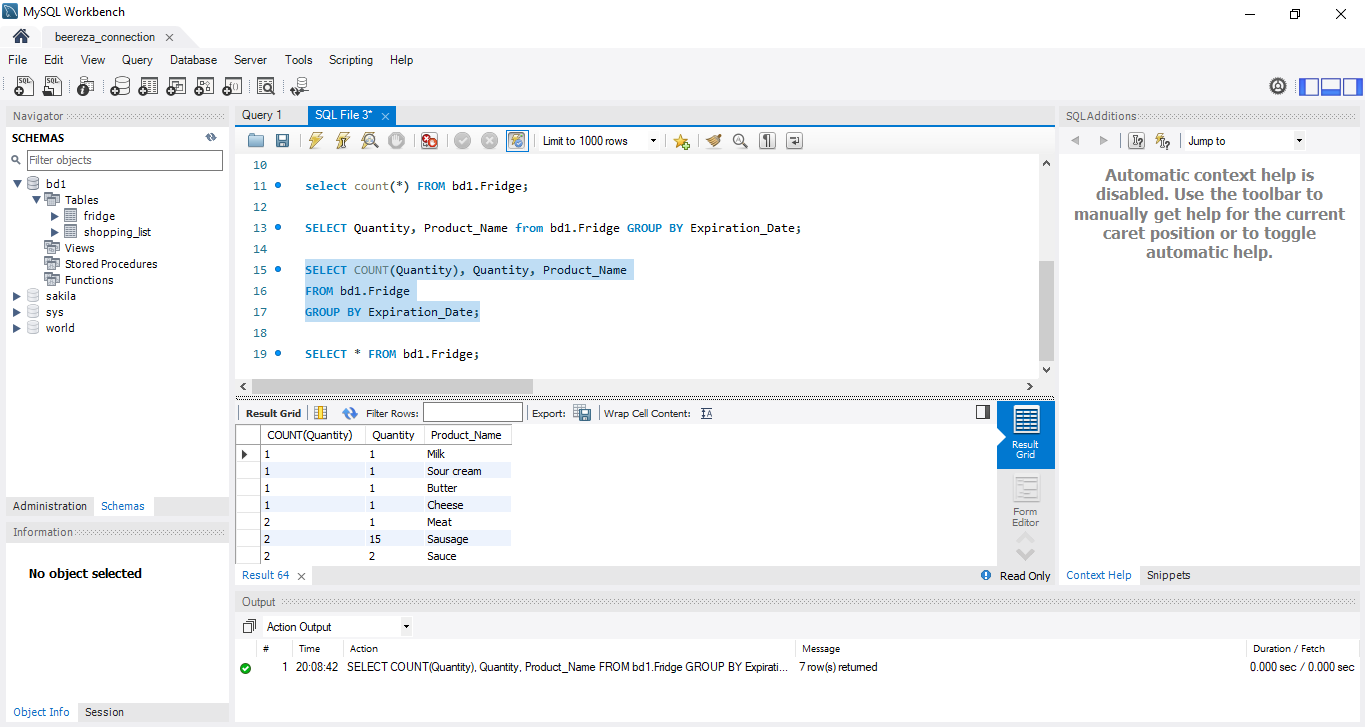 MySQL Workbench
beereza_connection
File Edit View Query Database Server Tools Scripting Help
Navigator
SCHEMAS
Filter objects
bd1
Tables
fridge
shopping_list
Views
Stored Procedures
Functions
sakila
sys
world
Administration Schemas
Information
No object selected
Object Info Session
Query 1 SQL File 3*
Limit to 1000 rows
10
11 select count(*) FROM bd1.Fridge;
12
13 SELECT Quantity, Product_Name from bd1.Fridge GROUP BY Expiration_Date;
14
15 SELECT COUNT(Quantity), Quantity, Product_Name
16 FROM bd1.Fridge
17 GROUP BY Expiration_Date;
18
19 SELECT * FROM bd1.Fridge;
Result Grid Filter Rows: Export: Wrap Cell Content:
COUNT(Quantity) Quantity Product_Name
1 1 Milk
1 1 Sour cream
1 1 Butter
1 1 Cheese
2 1 Meat
2 15 Sausage
2 2 Sauce
Result
Grid
Form
Editor
Result 64 Read Only
SQLAdditions
Jump to
Automatic context help is
disabled. Use the toolbar to
manually get help for the current
caret position or to toggle
automatic help.
Context Help Snippets
Output
Action Output
# Time Action Message Duration / Fetch
1 20:08:42 SELECT COUNT(Quantity), Quantity, Product_Name FROM bd1.Fridge GROUP BY Expirati... 7 row(s) returned 0.000 sec / 0.000 sec